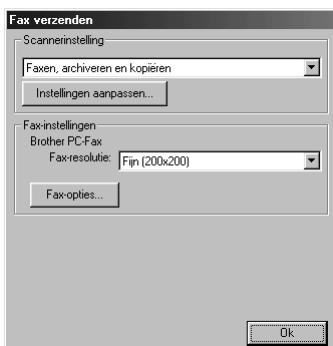 Fax verzenden
Scannerinstelling
Faxen, archiveren en kopiëren
Instellingen aanpassen...
Fax-instellingen
Brother PC-Fax
Fax-resolutie: Fijn (200x200)
Fax-opties...
Ok